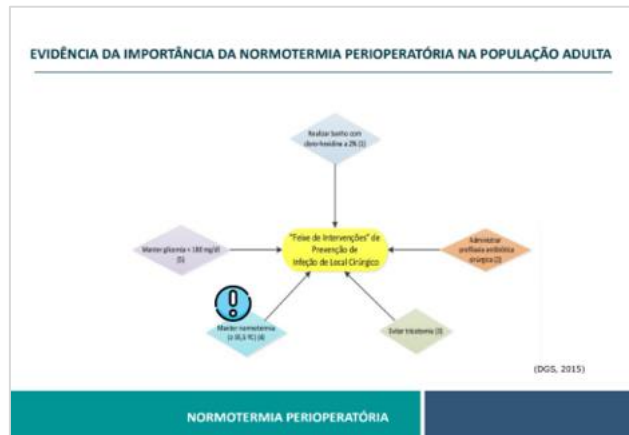 EVIDÊNCIA DA IMPORTÂNCIA DA NORMOTERMIA PERIOPERATÓRIA NA POPULAÇÃO ADULTA
Realizar banho com
cloro-hexidina a 2% (1)
Manter glicemia < 180 mg/dl
(5)
"Feixe de Intervenções" de
Prevenção de
Infeção de Local Cirúrgico
Administrar
profilaxia antibiótica
cirúrgica (2)
Manter normotermia
(≥ 35,5 ºC) (4)
Evitar tricotomia (3)
(DGS, 2015)
NORMOTERMIA PERIOPERATÓRIA